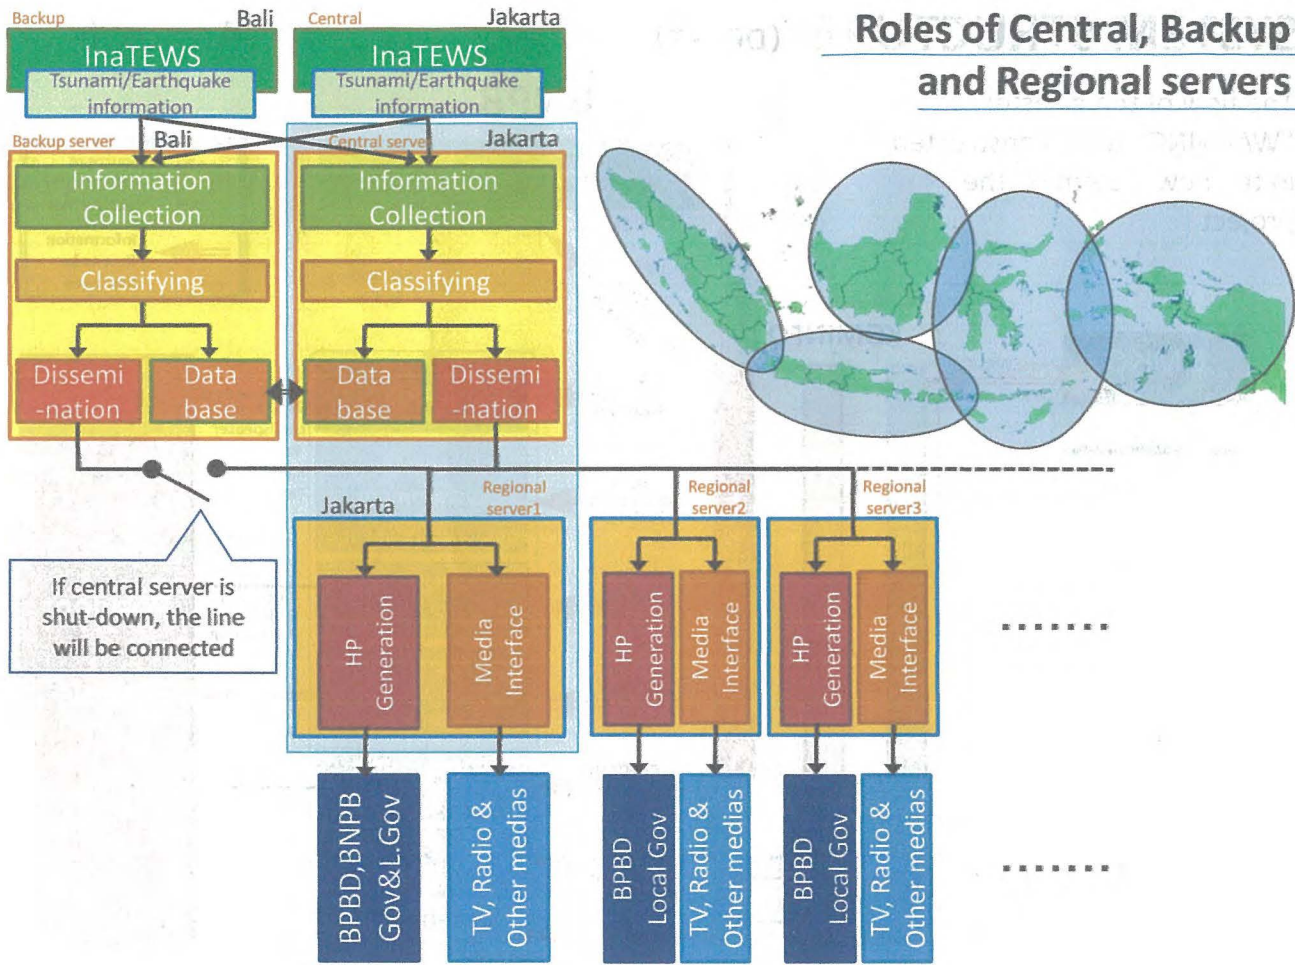 Roles of Central, Backup
and Regional servers
Backup
Bali
InaTEWS
Tsunami/Earthquake
information
Central
Jakarta
InaTEWS
Tsunami/Earthquake
information
Backup server
Bali
Information
Collection
Classifying
Dissemi
-nation
Data
base
Central server
Jakarta
Information
Collection
Classifying
Data
base
Dissemi
-nation
If central server is
shut-down, the line
will be connected
Jakarta
Regional
server1
HP
Generation
Media
Interface
Regional
server2
HP
Generation
Media
Interface
Regional
server3
HP
Generation
Media
Interface
BPBD,BNPB
Gov&L.Gov
TV, Radio &
Other medias
BPBD
Local Gov
TV, Radio &
Other medias
BPBD
Local Gov
TV, Radio &
Other medias